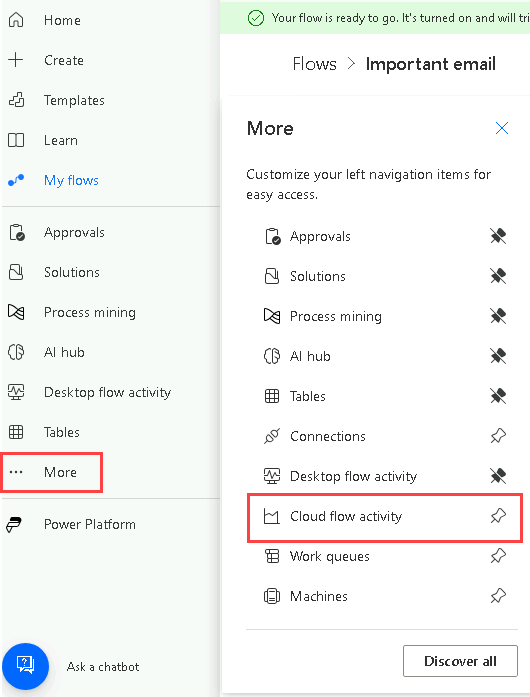 Home
Create
Templates
Learn
My flows
Approvals
Solutions
Process mining
AI hub
Desktop flow activity
Tables
More
Power Platform
Ask a chatbot
Your flow is ready to go. It's turned on and will tri
Flows > Important email
More
Customize your left navigation items for
easy access.
Approvals
Solutions
Process mining
AI hub
Tables
Connections
Desktop flow activity
Cloud flow activity
Work queues
Machines
Discover all